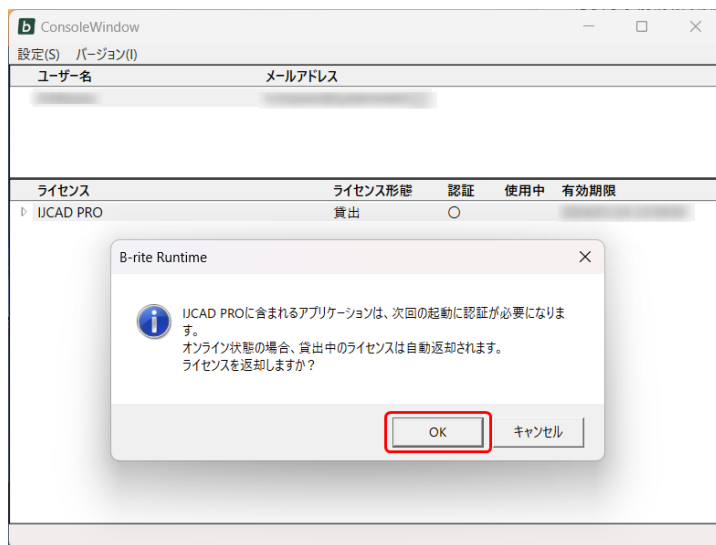 ConsoleWindow
設定(S) バージョン(I)
ユーザー名 メールアドレス
ライセンス ライセンス形態 認証 使用中 有効期限
IJCAD PRO 貸出 〇
B-rite Runtime
IJCAD PROに含まれるアプリケーションは、次回の起動に認証が必要になりま
す。
オンライン状態の場合、貸出中のライセンスは自動返却されます。
ライセンスを返却しますか？
OK キャンセル